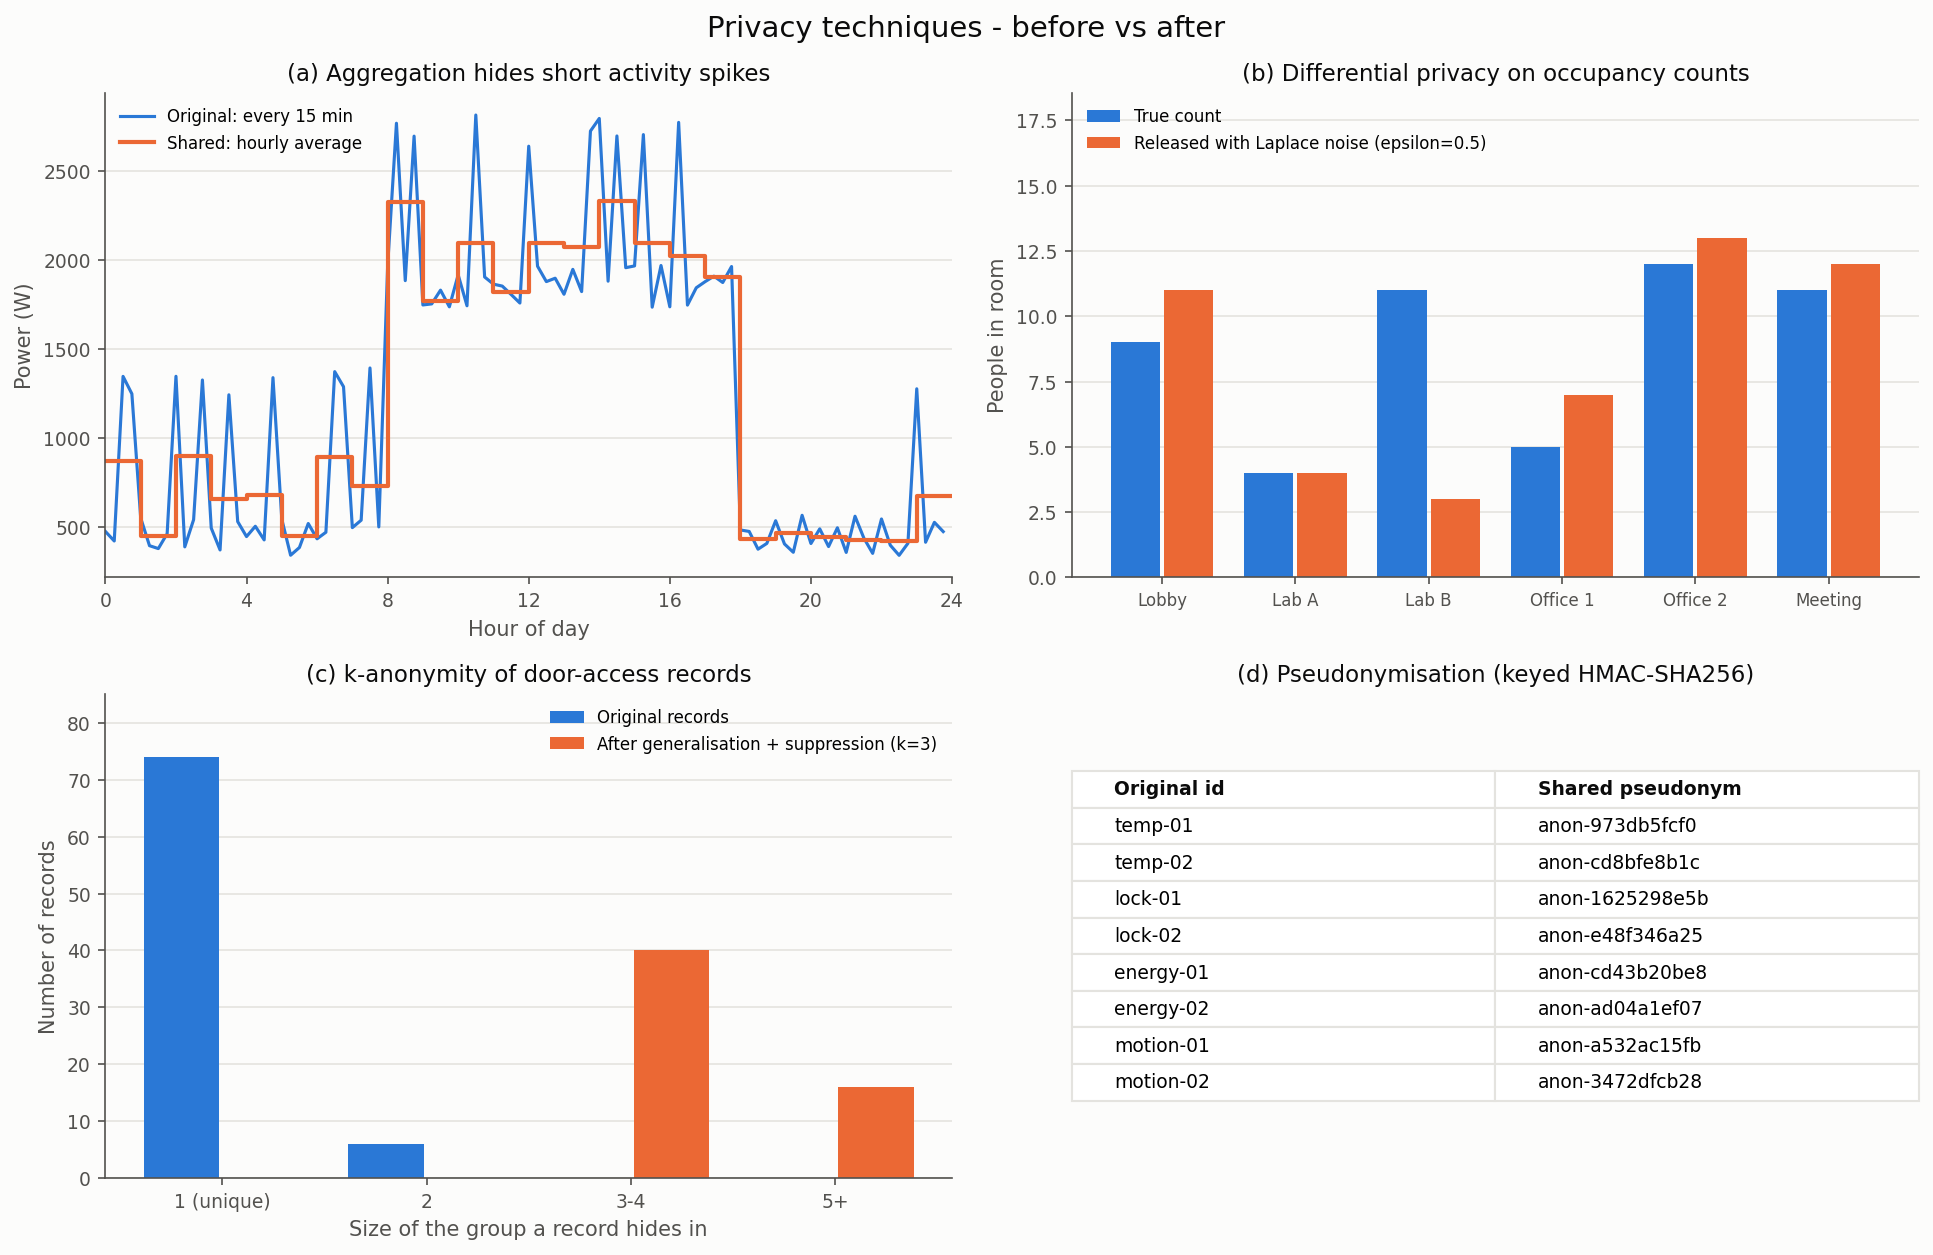 Privacy techniques - before vs after
(a) Aggregation hides short activity spikes
Original: every 15 min
Shared: hourly average
2500
2000
1500
1000
500
Power (W)
0 4 8 12 16 20 24
Hour of day
(b) Differential privacy on occupancy counts
True count
Released with Laplace noise (epsilon=0.5)
17.5
15.0
12.5
10.0
7.5
5.0
2.5
0.0
People in room
Lobby Lab A Lab B Office 1 Office 2 Meeting
(c) k-anonymity of door-access records
Original records
After generalisation + suppression (k=3)
80
70
60
50
40
30
20
10
0
Number of records
1 (unique) 2 3-4 5+
Size of the group a record hides in
(d) Pseudonymisation (keyed HMAC-SHA256)
Original id Shared pseudonym
temp-01 anon-973db5fcf0
temp-02 anon-cd8bfe8b1c
lock-01 anon-1625298e5b
lock-02 anon-e48f346a25
energy-01 anon-cd43b20be8
energy-02 anon-ad04a1ef07
motion-01 anon-a532ac15fb
motion-02 anon-3472dfcb28